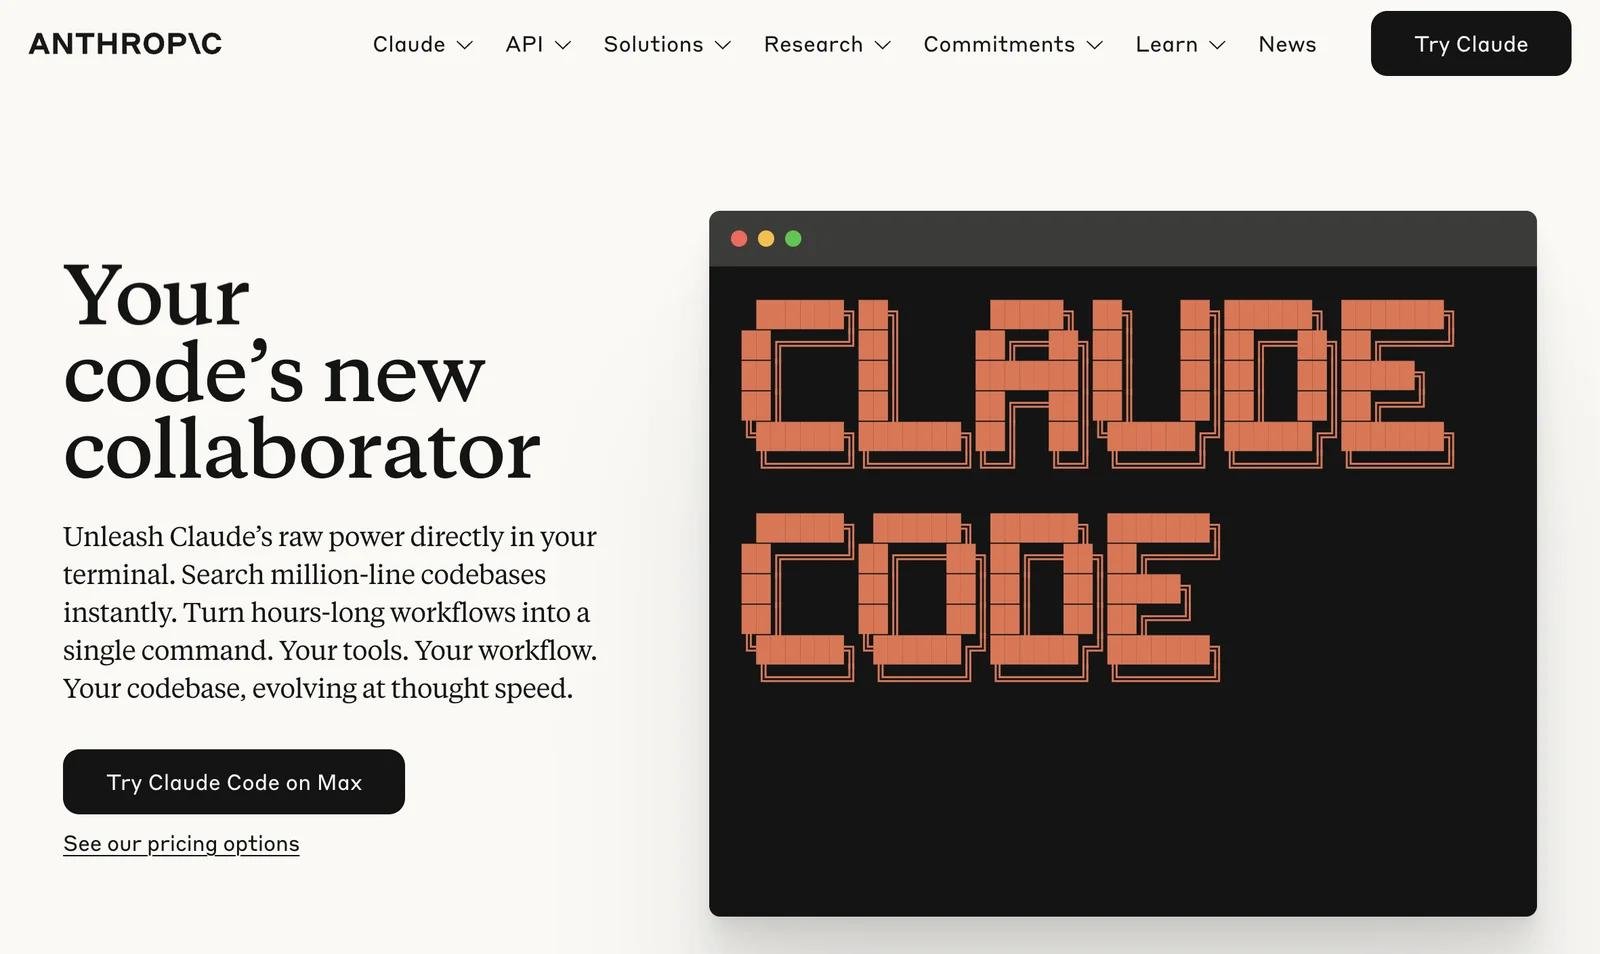 ANTHROP\C
Claude API Solutions Research Commitments Learn News Try Claude
Your
code’s new
collaborator
Unleash Claude’s raw power directly in your
terminal. Search million-line codebases
instantly. Turn hours-long workflows into a
single command. Your tools. Your workflow.
Your codebase, evolving at thought speed.
Try Claude Code on Max
See our pricing options
CLAUDE
CODE